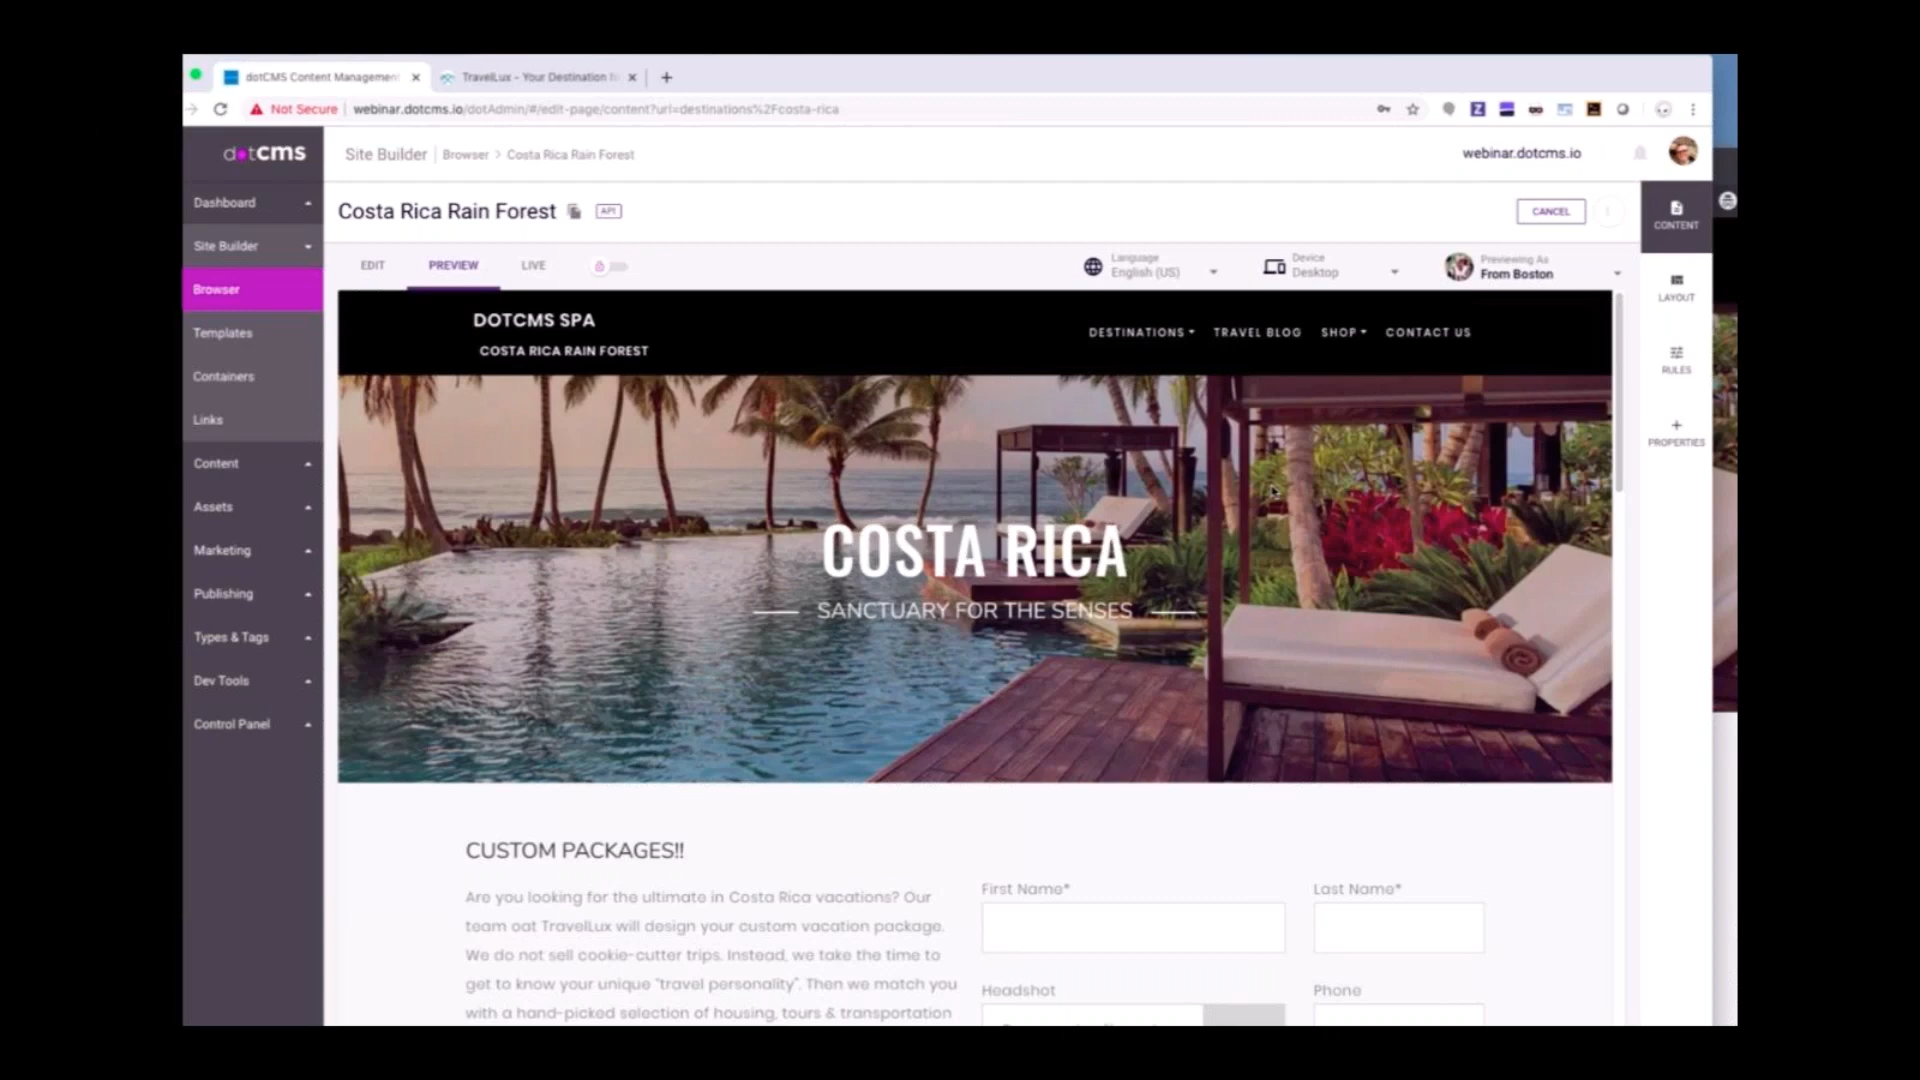 dotCMS Content Management
TravelLux - Your Destination
Not Secure
webinar.dotcms.io/dotAdmin/#/edit-page/content?url=destinations%2Fcosta-rica
dotCMS
Site Builder
Browser > Costa Rica Rain Forest
webinar.dotcms.io
Costa Rica Rain Forest
API
CANCEL
Dashboard
Site Builder
Browser
Templates
Containers
Links
Content
Assets
Marketing
Publishing
Types & Tags
Dev Tools
Control Panel
EDIT
PREVIEW
LIVE
Language
English (US)
Device
Desktop
Previewing As
From Boston
CONTENT
LAYOUT
RULES
PROPERTIES
DOTCMS SPA
COSTA RICA RAIN FOREST
DESTINATIONS
TRAVEL BLOG
SHOP
CONTACT US
COSTA RICA
SANCTUARY FOR THE SENSES
CUSTOM PACKAGES!!
Are you looking for the ultimate in Costa Rica vacations? Our
team oat TravelLux will design your custom vacation package.
We do not sell cookie-cutter trips. Instead, we take the time to
get to know your unique "travel personality". Then we match you
with a hand-picked selection of housing, tours & transportation
First Name*
Last Name*
Headshot
Phone